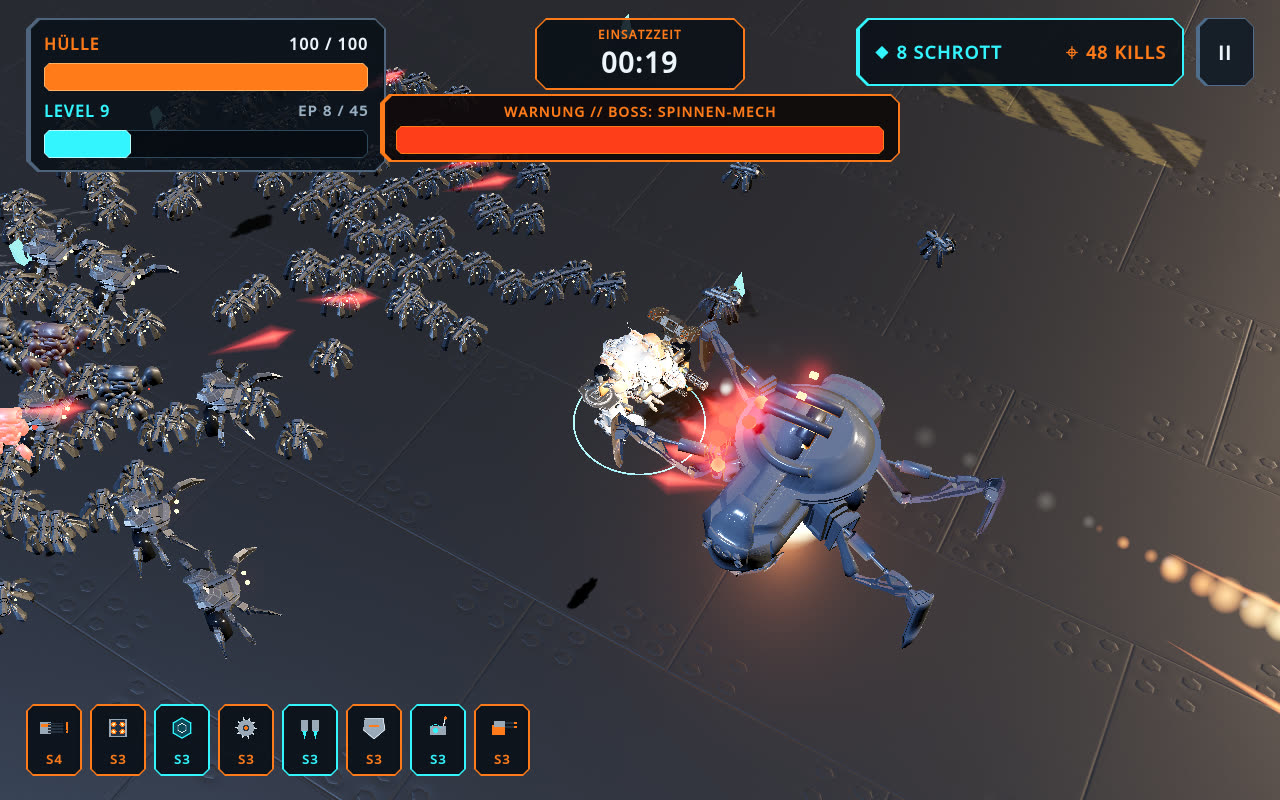 HÜLLE 100 / 100
LEVEL 9 EP 8 / 45
EINSATZZEIT
00:19
8 SCHROTT 48 KILLS
WARNUNG // BOSS: SPINNEN-MECH
S4 S3 S3 S3 S3 S3 S3 S3